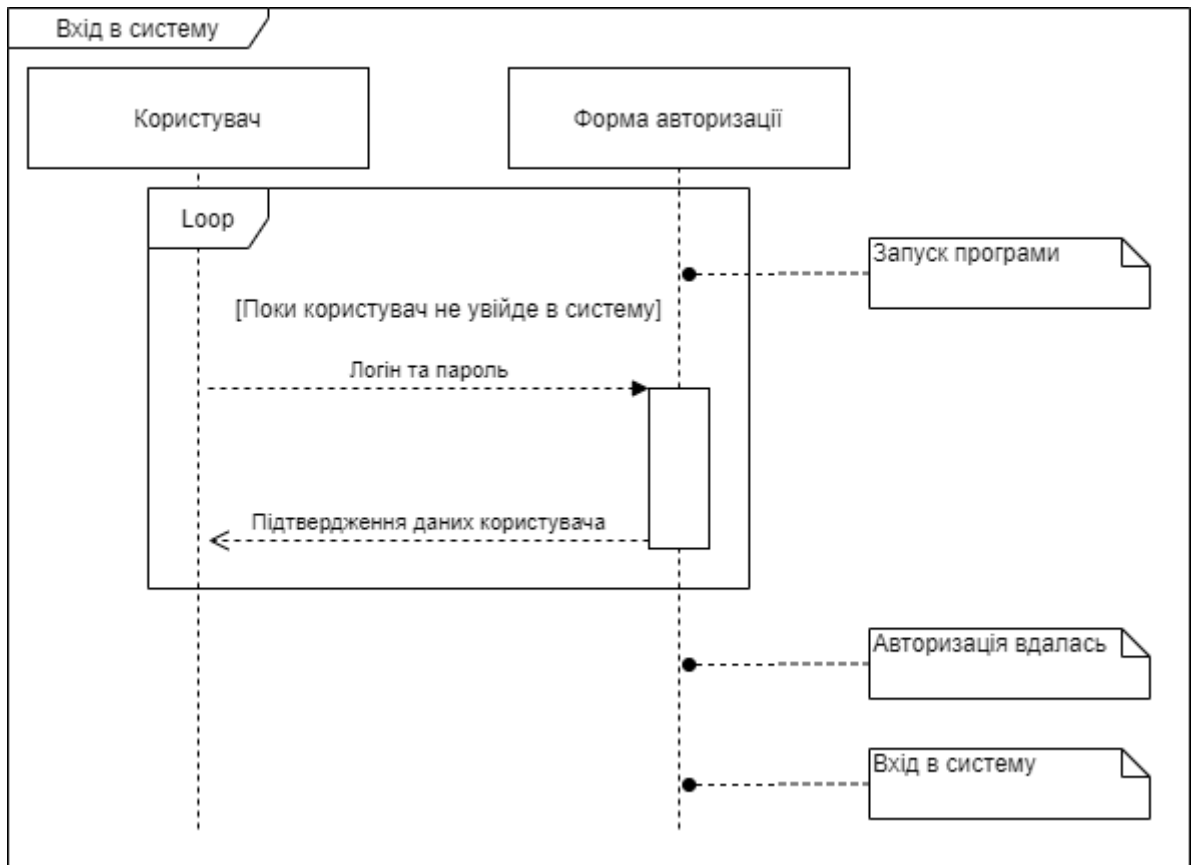 Вхід в систему
Користувач
Форма авторизації
Loop
Запуск програми
[Поки користувач не увійде в систему]
Логін та пароль
Підтвердження даних користувача
Авторизація вдалась
Вхід в систему